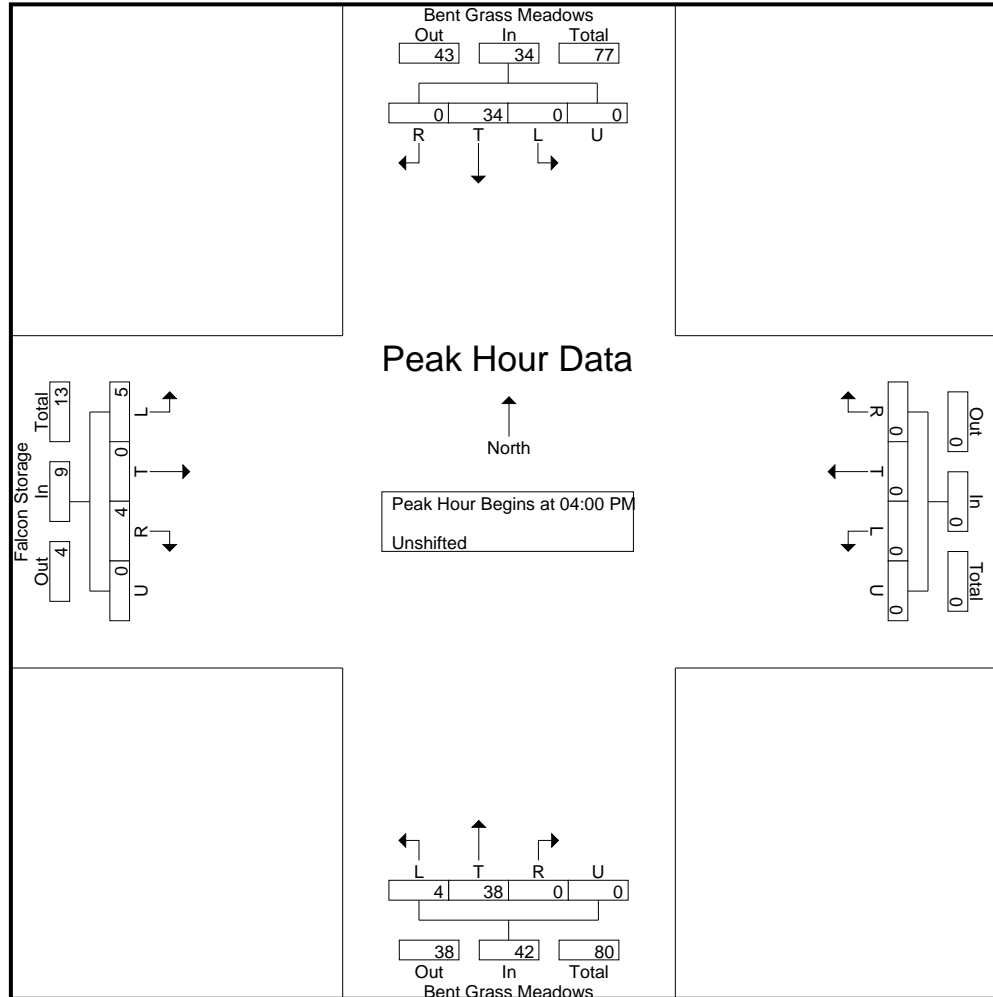 Bent Grass Meadows
Out In Total
43 34 77
0 34 0 0
R T L U
Peak Hour Data
North
Peak Hour Begins at 04:00 PM
Unshifted
Falcon Storage
Total In Out
13 9 4
5 0 4 0
L T R U
R T L U
0 0 0 0
Out In Total
0 0 0
L T R U
4 38 0 0
38 42 80
Out In Total
Bent Grass Meadows